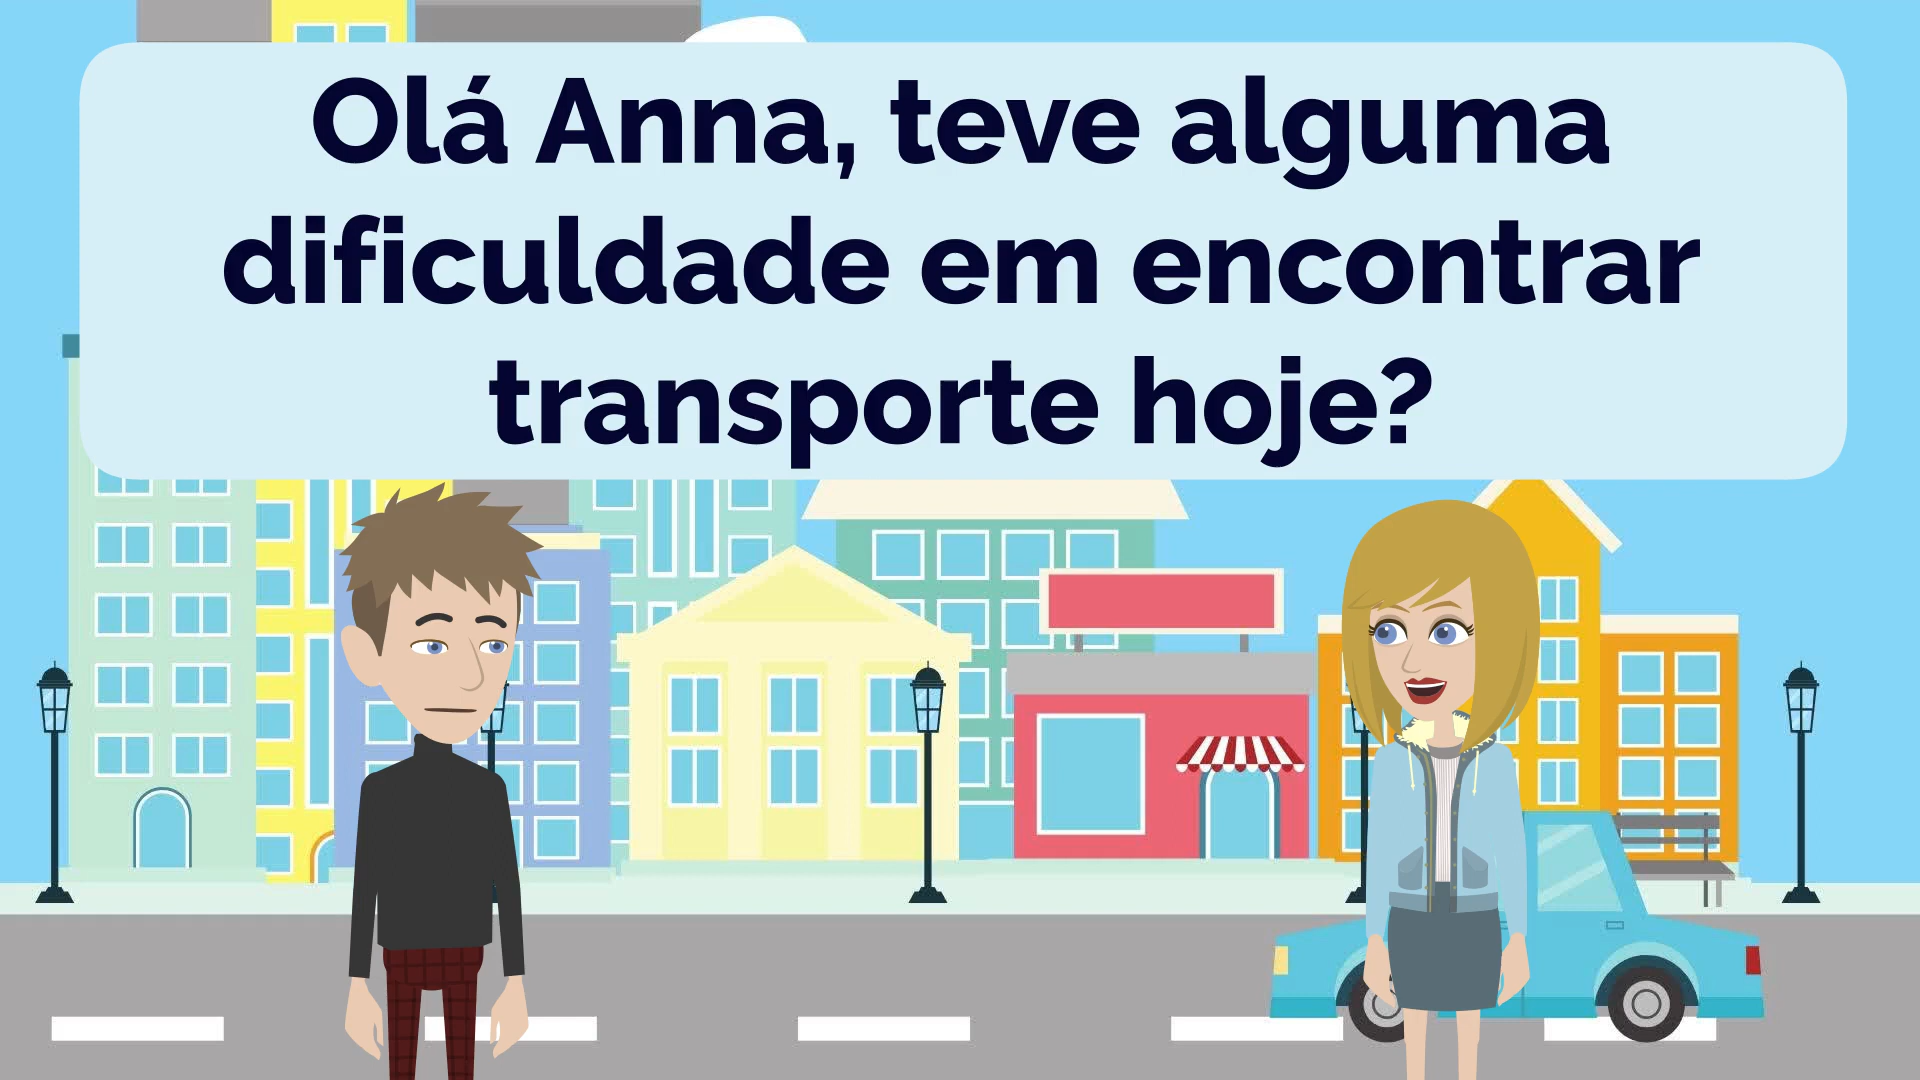 Olá Anna, teve alguma
dificuldade em encontrar
transporte hoje?